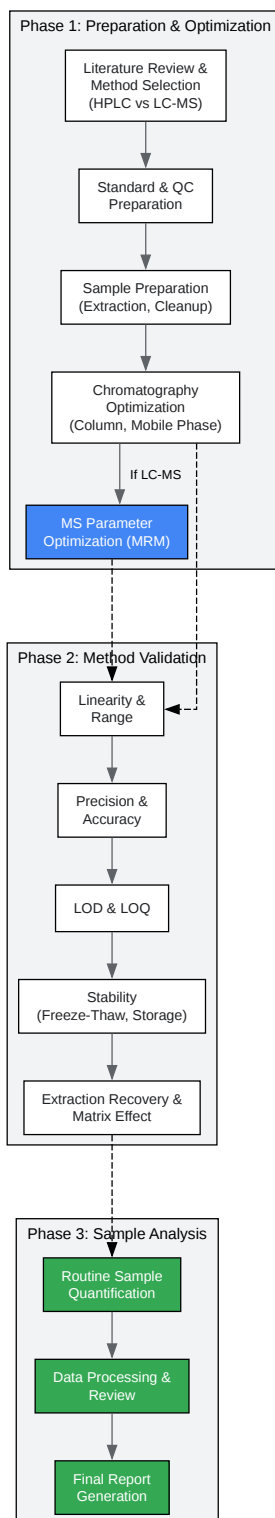 Phase 1: Preparation & Optimization
Literature Review &
Method Selection
(HPLC vs LC-MS)
Standard & QC
Preparation
Sample Preparation
(Extraction, Cleanup)
Chromatography
Optimization
(Column, Mobile Phase)
If LC-MS
MS Parameter
Optimization (MRM)
Phase 2: Method Validation
Linearity &
Range
Precision &
Accuracy
LOD & LOQ
Stability
(Freeze-Thaw, Storage)
Extraction Recovery &
Matrix Effect
Phase 3: Sample Analysis
Routine Sample
Quantification
Data Processing &
Review
Final Report
Generation